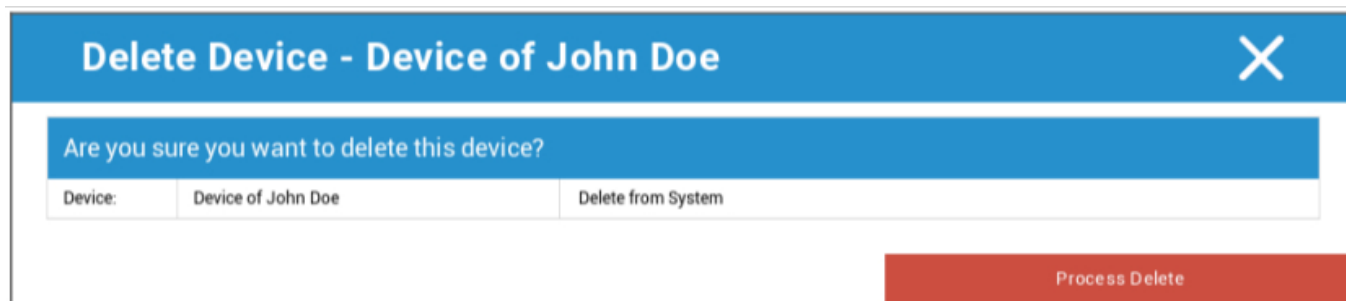 Delete Device - Device of John Doe
Are you sure you want to delete this device?
Device: Device of John Doe Delete from System
Process Delete